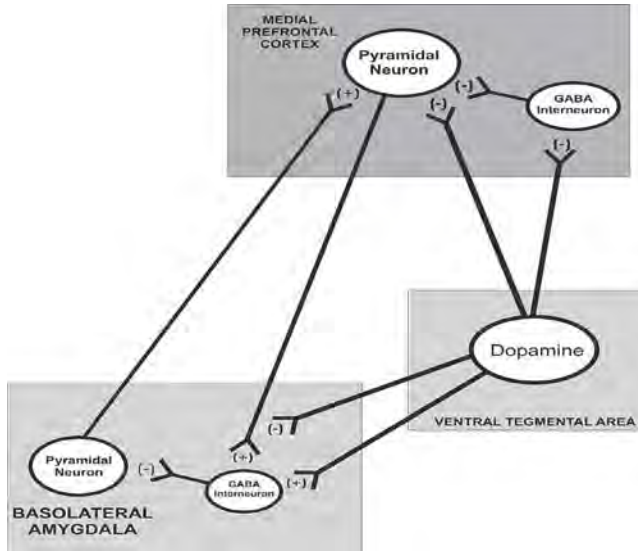 MEDIAL
PREFRONTAL
CORTEX
Pyramidal
Neuron
(+)
(-)
(-)
GABA
Interneuron
(-)
Dopamine
VENTRAL TEGMENTAL AREA
(-)
(+)
(+)
(-)
Pyramidal
Neuron
GABA
Interneuron
BASOLATERAL
AMYGDALA